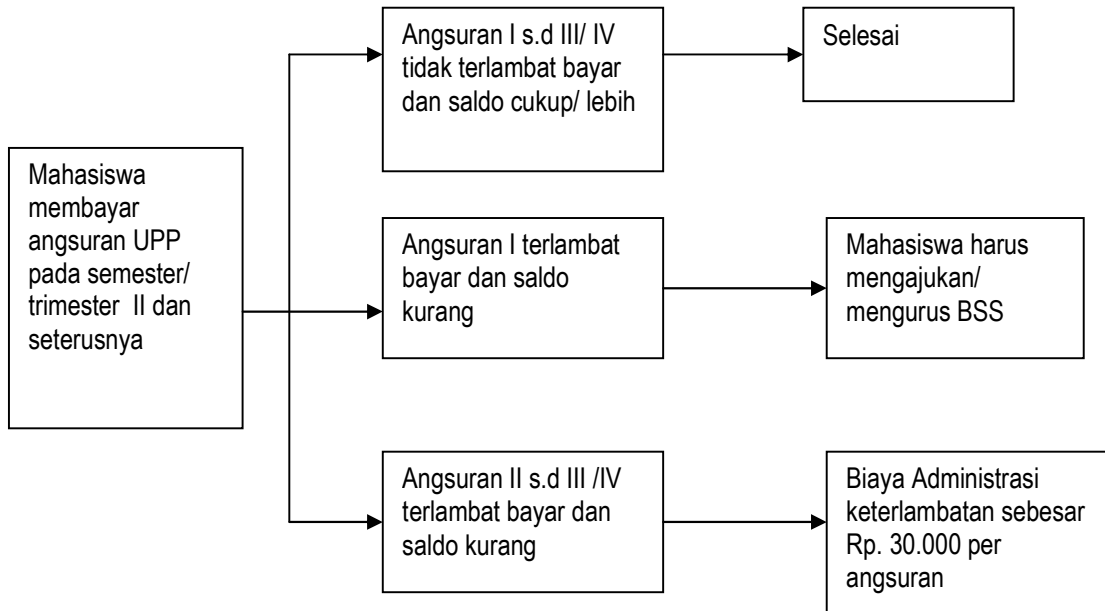 Mahasiswa
membayar
angsuran UPP
pada semester/
trimester II dan
seterusnya
Angsuran I s.d III/ IV
tidak terlambat bayar
dan saldo cukup/ lebih
Selesai
Angsuran I terlambat
bayar dan saldo
kurang
Mahasiswa harus
mengajukan/
mengurus BSS
Angsuran II s.d III /IV
terlambat bayar dan
saldo kurang
Biaya Administrasi
keterlambatan sebesar
Rp. 30.000 per
angsuran